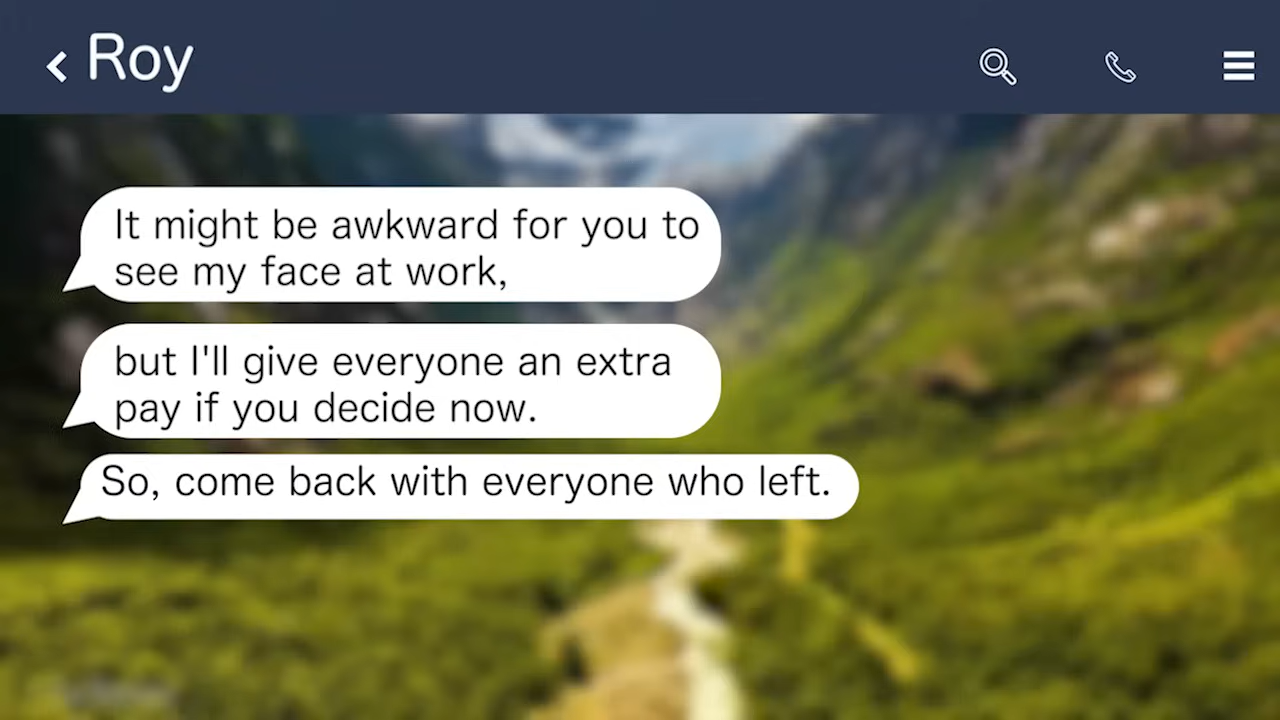 Roy
It might be awkward for you to
see my face at work,
but I'll give everyone an extra
pay if you decide now.
So, come back with everyone who left.